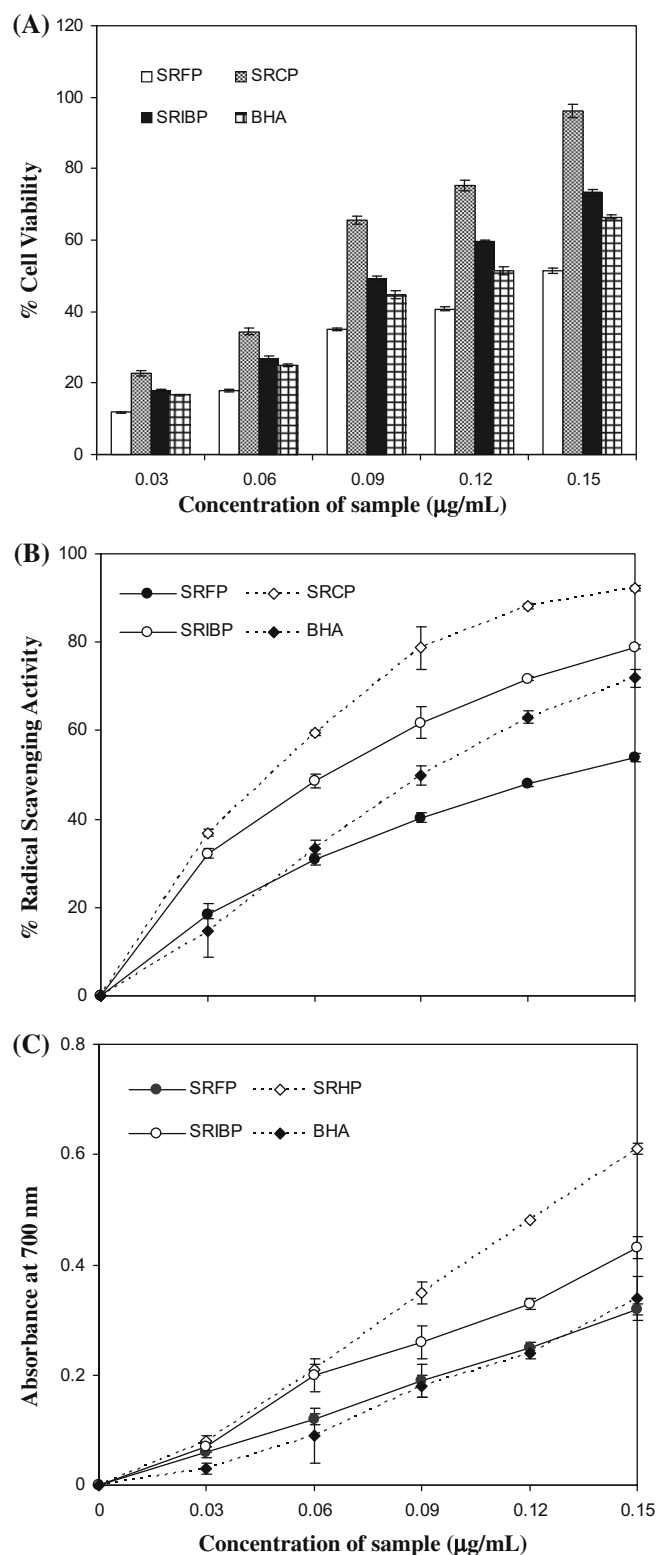 (A)
120
100
80
60
40
20
0
% Cell Viability
SRFP SRCP
SRIBP BHA
0.03 0.06 0.09 0.12 0.15
Concentration of sample (μg/mL)
(B)
100
80
60
40
20
0
% Radical Scavenging Activity
SRFP SRCP
SRIBP BHA
(C)
0.8
0.6
0.4
0.2
0
Absorbance at 700 nm
SRFP SRHP
SRIBP BHA
0 0.03 0.06 0.09 0.12 0.15
Concentration of sample (μg/mL)